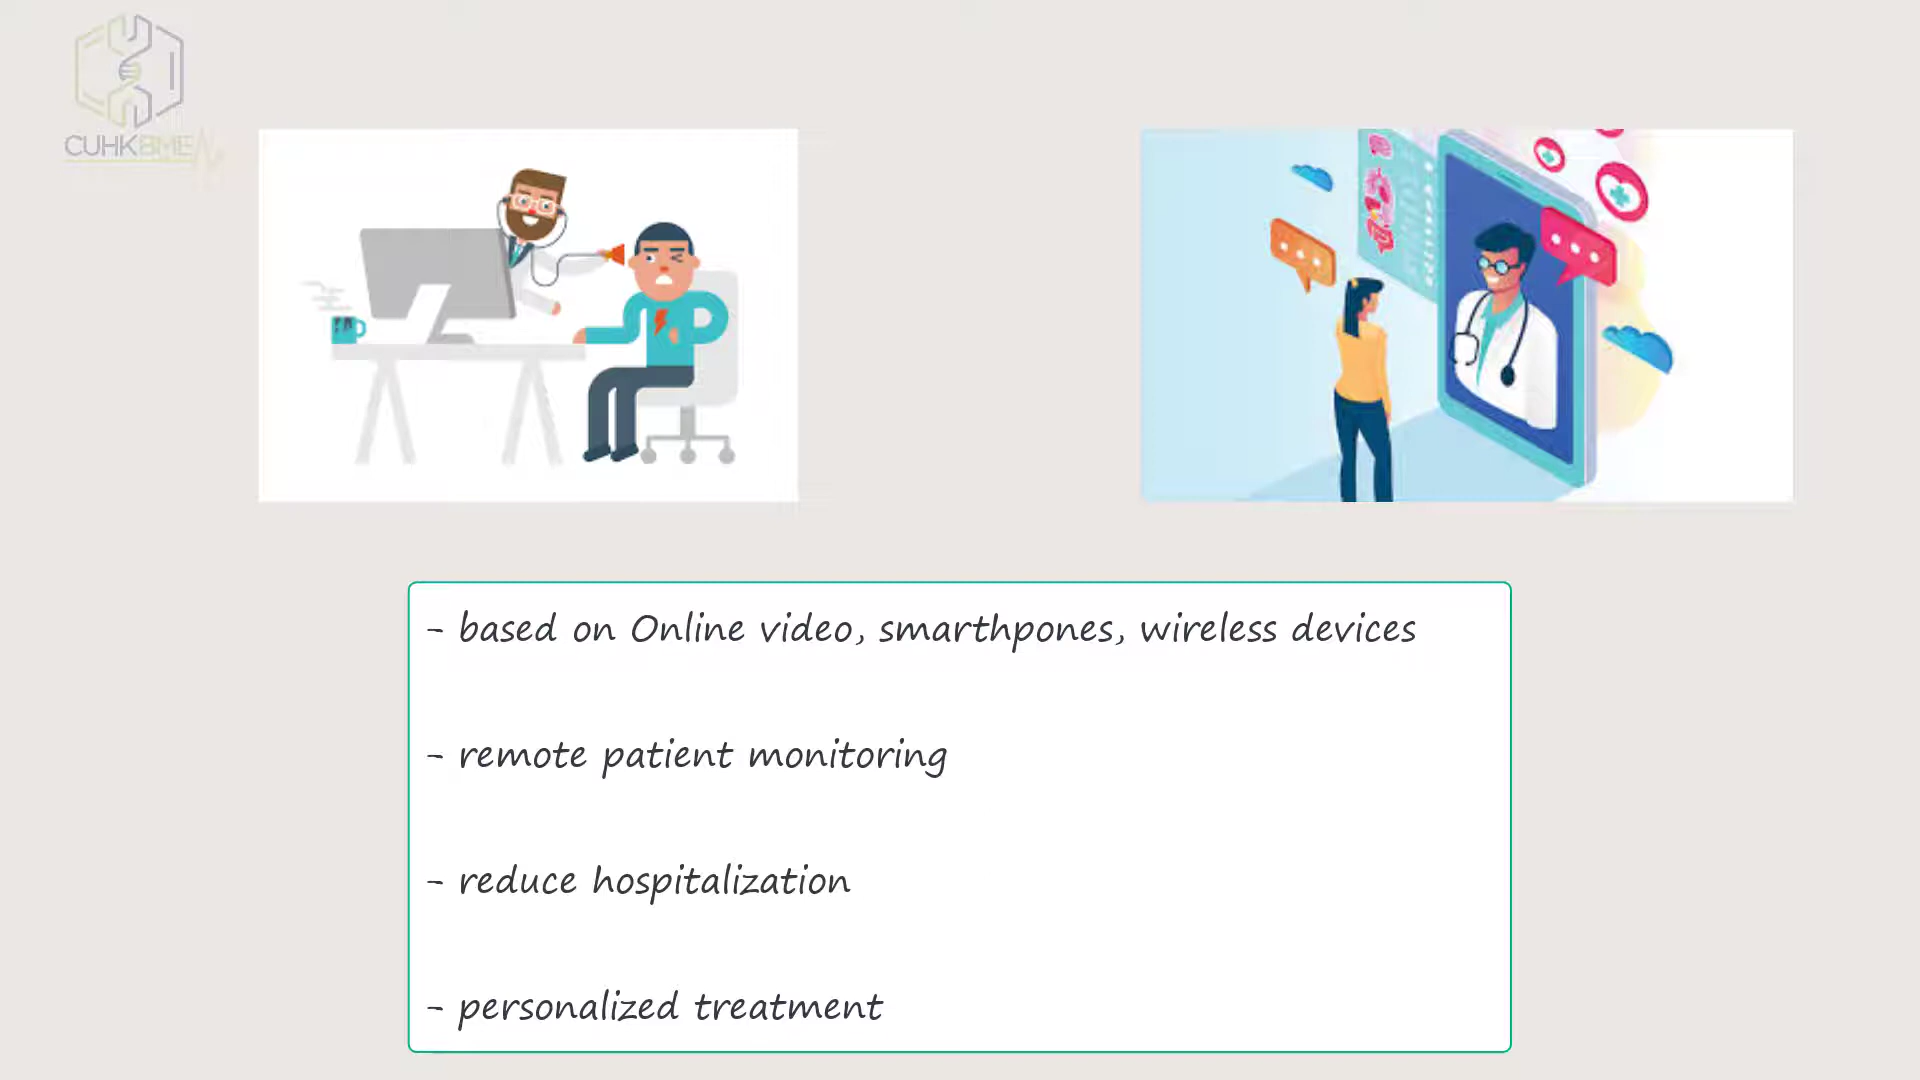 CUHKBME
- based on Online video, smarthpones, wireless devices
- remote patient monitoring
- reduce hospitalization
- personalized treatment